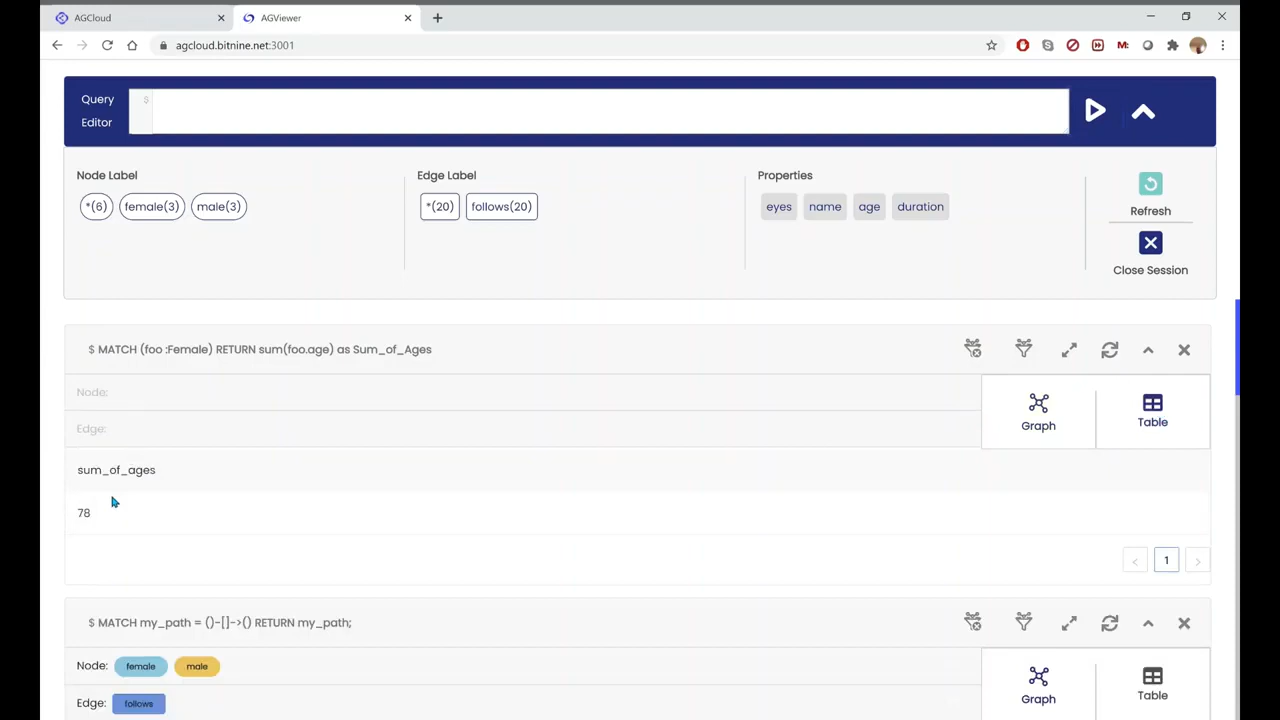 AGCloud
AGViewer
agcloud.bitnine.net:3001
M:
Query
Editor
$
Node Label
Edge Label
Properties
*(6)
female(3)
male(3)
*(20)
follows(20)
eyes
name
age
duration
Refresh
Close Session
$ MATCH (foo :Female) RETURN sum(foo.age) as Sum_of_Ages
Node:
Edge:
Graph
Table
sum_of_ages
78
< 1 >
$ MATCH my_path = ()-[]->() RETURN my_path;
Node: female male
Edge: follows
Graph
Table